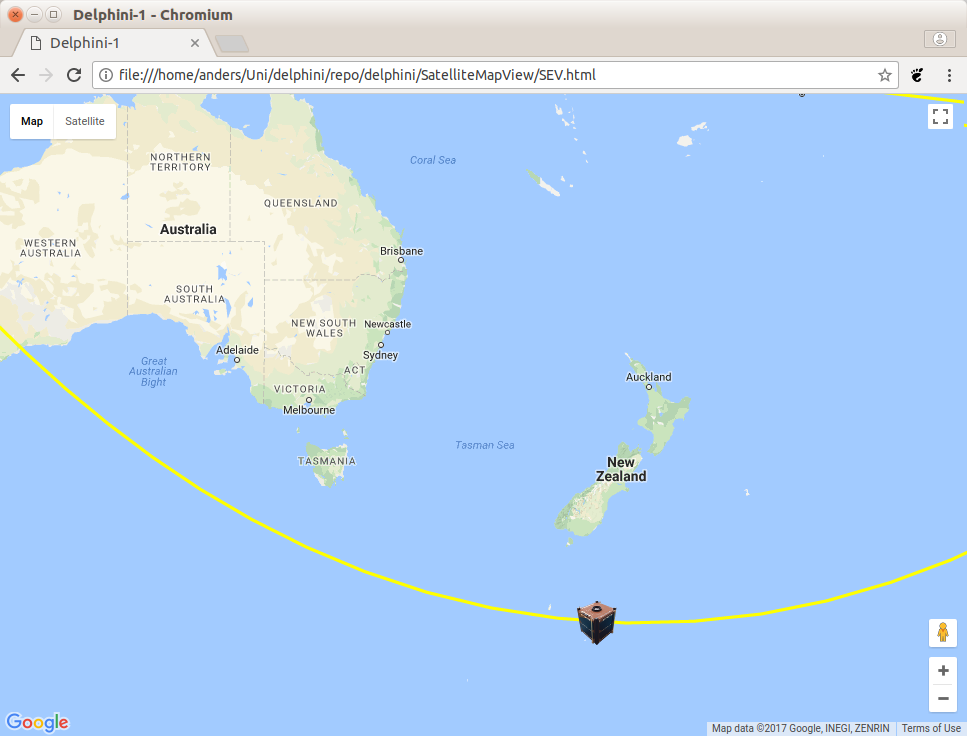 Delphini-1 - Chromium
Delphini-1
file:///home/anders/Uni/delphini/repo/delphini/SatelliteMapView/SEV.html
Map
Satellite
Coral Sea
NORTHERN
TERRITORY
QUEENSLAND
Australia
WESTERN
AUSTRALIA
Brisbane
SOUTH
AUSTRALIA
NEW SOUTH
WALES
Newcastle
Adelaide
Sydney
Great
Australian
Bight
ACT
VICTORIA
Melbourne
Auckland
TASMANIA
Tasman Sea
New
Zealand
Google
Map data ©2017 Google, INEGI, ZENRIN
Terms of Use